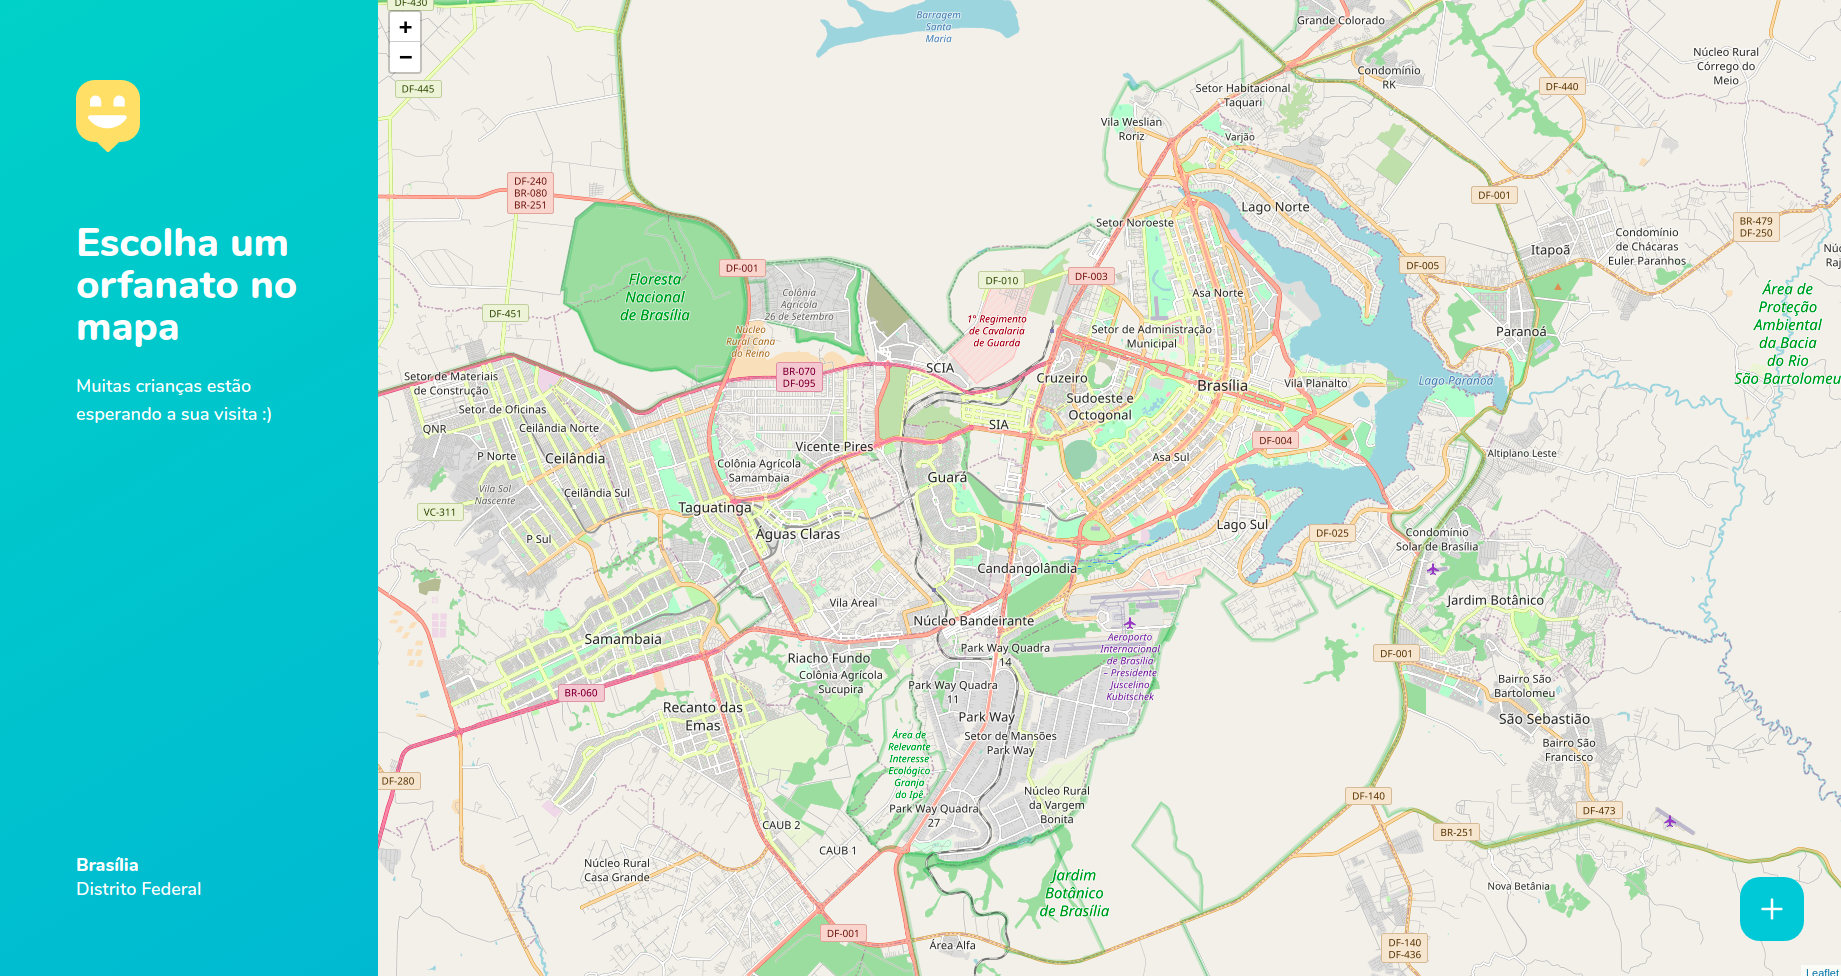 Escolha um
orfanato no
mapa
Muitas crianças estão
esperando a sua visita :)
Brasília
Distrito Federal
+
−
DF-430
Barragem
Santa
Maria
Grande Colorado
Núcleo Rural
Córrego do
Meio
Condomínio
RK
DF-445
DF-440
Setor Habitacional
Taquari
Vila Weslian
Roriz
Varjão
DF-240
BR-080
BR-251
DF-001
Lago Norte
Setor Noroeste
BR-479
DF-250
Condomínio
de Chácaras
Euler Paranhos
Itapoã
DF-001
DF-005
DF-003
DF-010
Floresta
Nacional
de Brasília
Colônia
Agrícola
26 de Setembro
Asa Norte
Área de
Proteção
Ambiental
da Bacia
do Rio
São Bartolomeu
DF-451
1º Regimento
de Cavalaria
de Guarda
Setor de Administração
Municipal
Paranoá
Núcleo
Rural Cana
do Reino
BR-070
DF-095
SCIA
Cruzeiro
Brasília
Vila Planalto
Lago Paranoá
Setor de Materiais
de Construção
Sudoeste e
Octogonal
Setor de Oficinas
Ceilândia Norte
QNR
SIA
DF-004
Vicente Pires
P Norte
Ceilândia
Colônia Agrícola
Samambaia
Asa Sul
Altiplano Leste
Guará
Vila Sol
Nascente
Ceilândia Sul
VC-311
Taguatinga
Águas Claras
Lago Sul
DF-025
Condomínio
Solar de Brasília
P Sul
Candangolândia
Vila Areal
Jardim Botânico
Núcleo Bandeirante
Samambaia
Aeroporto
Internacional
de Brasília
– Presidente
Juscelino
Kubitschek
Park Way Quadra
14
DF-001
Riacho Fundo
Colônia Agrícola
Sucupira
Park Way Quadra
11
BR-060
Bairro São
Bartolomeu
Recanto das
Emas
Park Way
São Sebastião
Setor de Mansões
Park Way
Área de
Relevante
Interesse
Ecológico
Granja
do Ipê
Bairro São
Francisco
DF-280
Núcleo Rural
da Vargem
Bonita
DF-140
Park Way Quadra
27
DF-473
CAUB 2
BR-251
CAUB 1
Núcleo Rural
Casa Grande
Jardim
Botânico
de Brasília
Nova Betânia
DF-001
Área Alfa
DF-140
DF-436
Leaflet